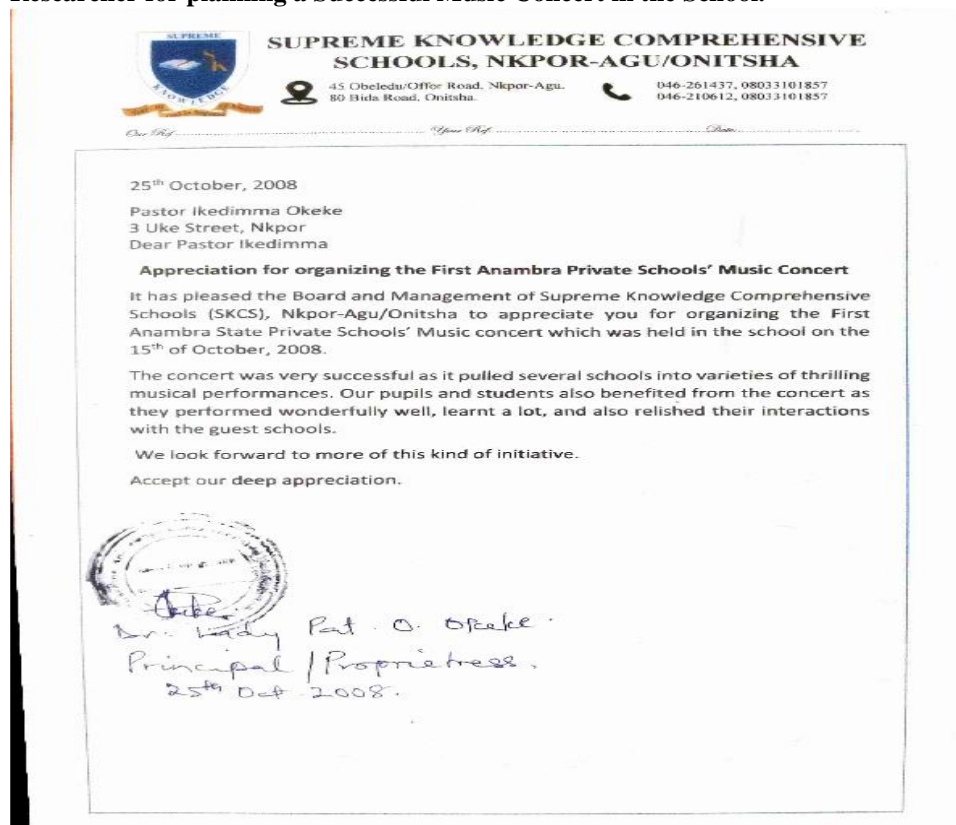 Researcher for planning a Successful Music Concert in the School.
SUPREME
KNOWLEDGE
SUPREME KNOWLEDGE COMPREHENSIVE
SCHOOLS, NKPOR-AGU/ONITSHA
45 Obeledu/Offor Road, Nkpor-Agu. 046-261437, 08033101857
80 Bida Road, Onitsha. 046-210612, 08033101857
Our Ref Your Ref Date
25th October, 2008
Pastor Ikedimma Okeke
3 Uke Street, Nkpor
Dear Pastor Ikedimma
Appreciation for organizing the First Anambra Private Schools' Music Concert
It has pleased the Board and Management of Supreme Knowledge Comprehensive
Schools (SKCS), Nkpor-Agu/Onitsha to appreciate you for organizing the First
Anambra State Private Schools' Music concert which was held in the school on the
15th of October, 2008.
The concert was very successful as it pulled several schools into varieties of thrilling
musical performances. Our pupils and students also benefited from the concert as
they performed wonderfully well, learnt a lot, and also relished their interactions
with the guest schools.
We look forward to more of this kind of initiative.
Accept our deep appreciation.
Dr. Lady Pat. O. Okeke.
Principal / Proprietress.
25th Oct 2008.